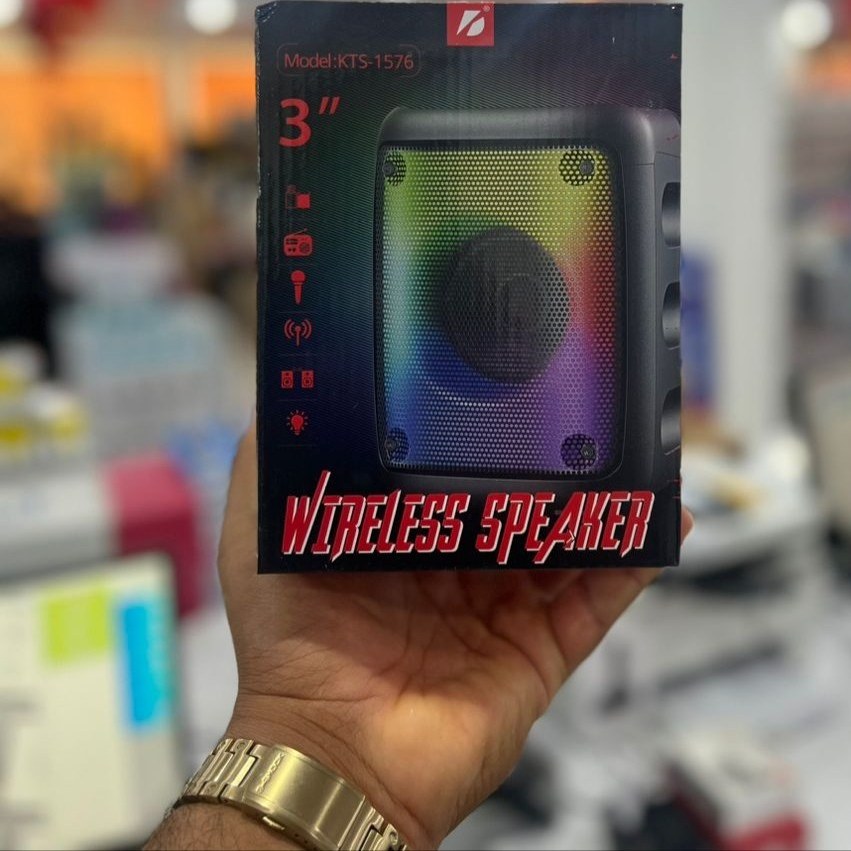 Model:KTS-1576
3"
WIRELESS SPEAKER